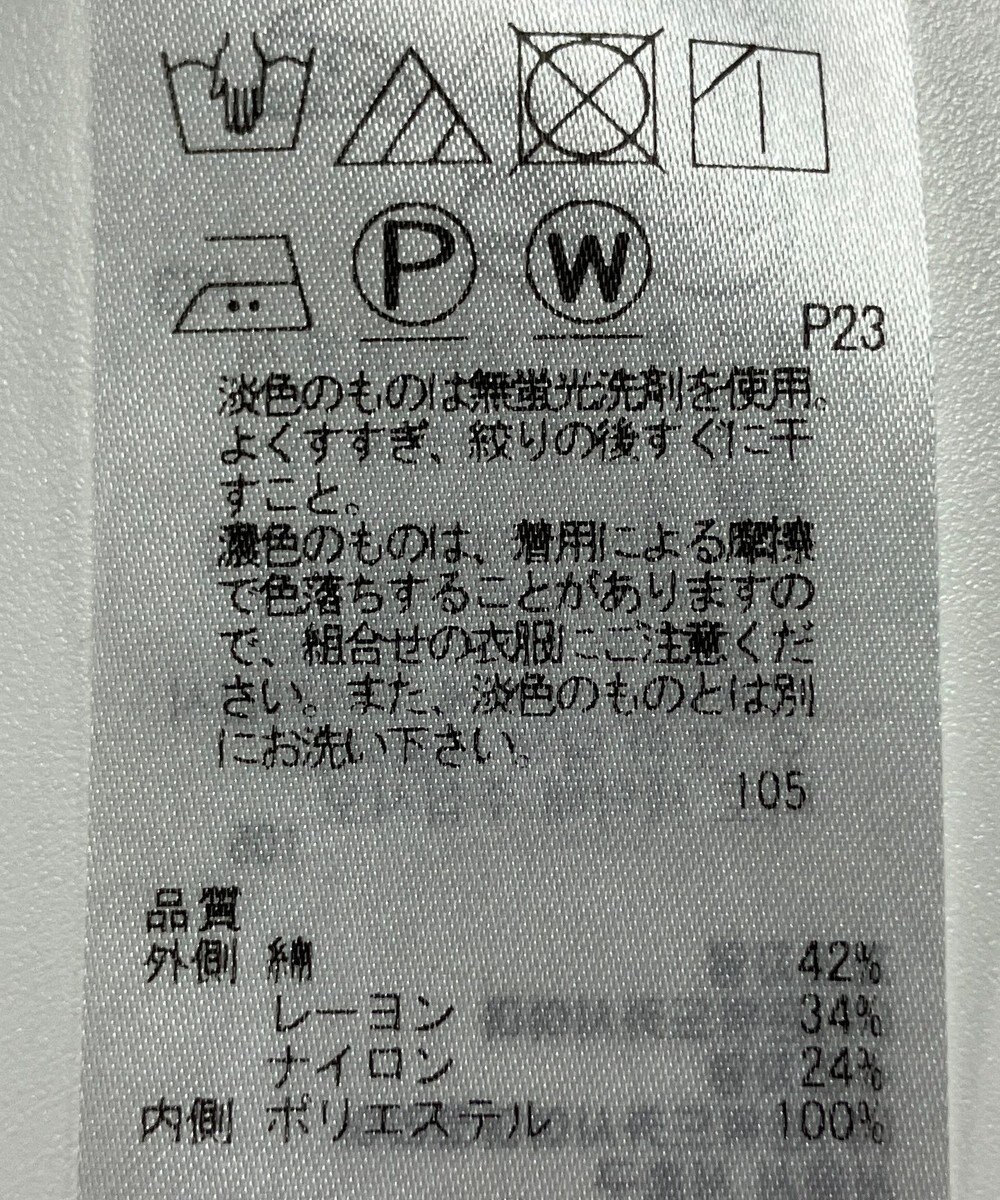 P
W
P23
淡色のものは無蛍光洗剤を使用。
よくすすぎ、絞りの後すぐに干
すこと。
濃色のものは、着用による摩擦
で色落ちすることがありますの
で、組合せの衣服にご注意くだ
さい。また、淡色のものとは別
にお洗い下さい。
105
品質
外側 綿 42%
レーヨン 34%
ナイロン 24%
内側 ポリエステル 100%